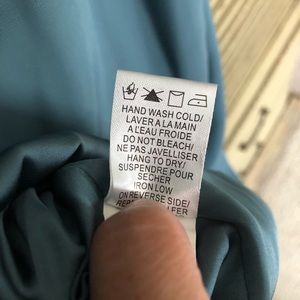 HAND WASH COLD/
LAVER A LA MAIN
A L'EAU FROIDE
DO NOT BLEACH/
NE PAS JAVELLISER
HANG TO DRY/
SUSPENDRE POUR
SECHER
IRON LOW
ON REVERSE SIDE/